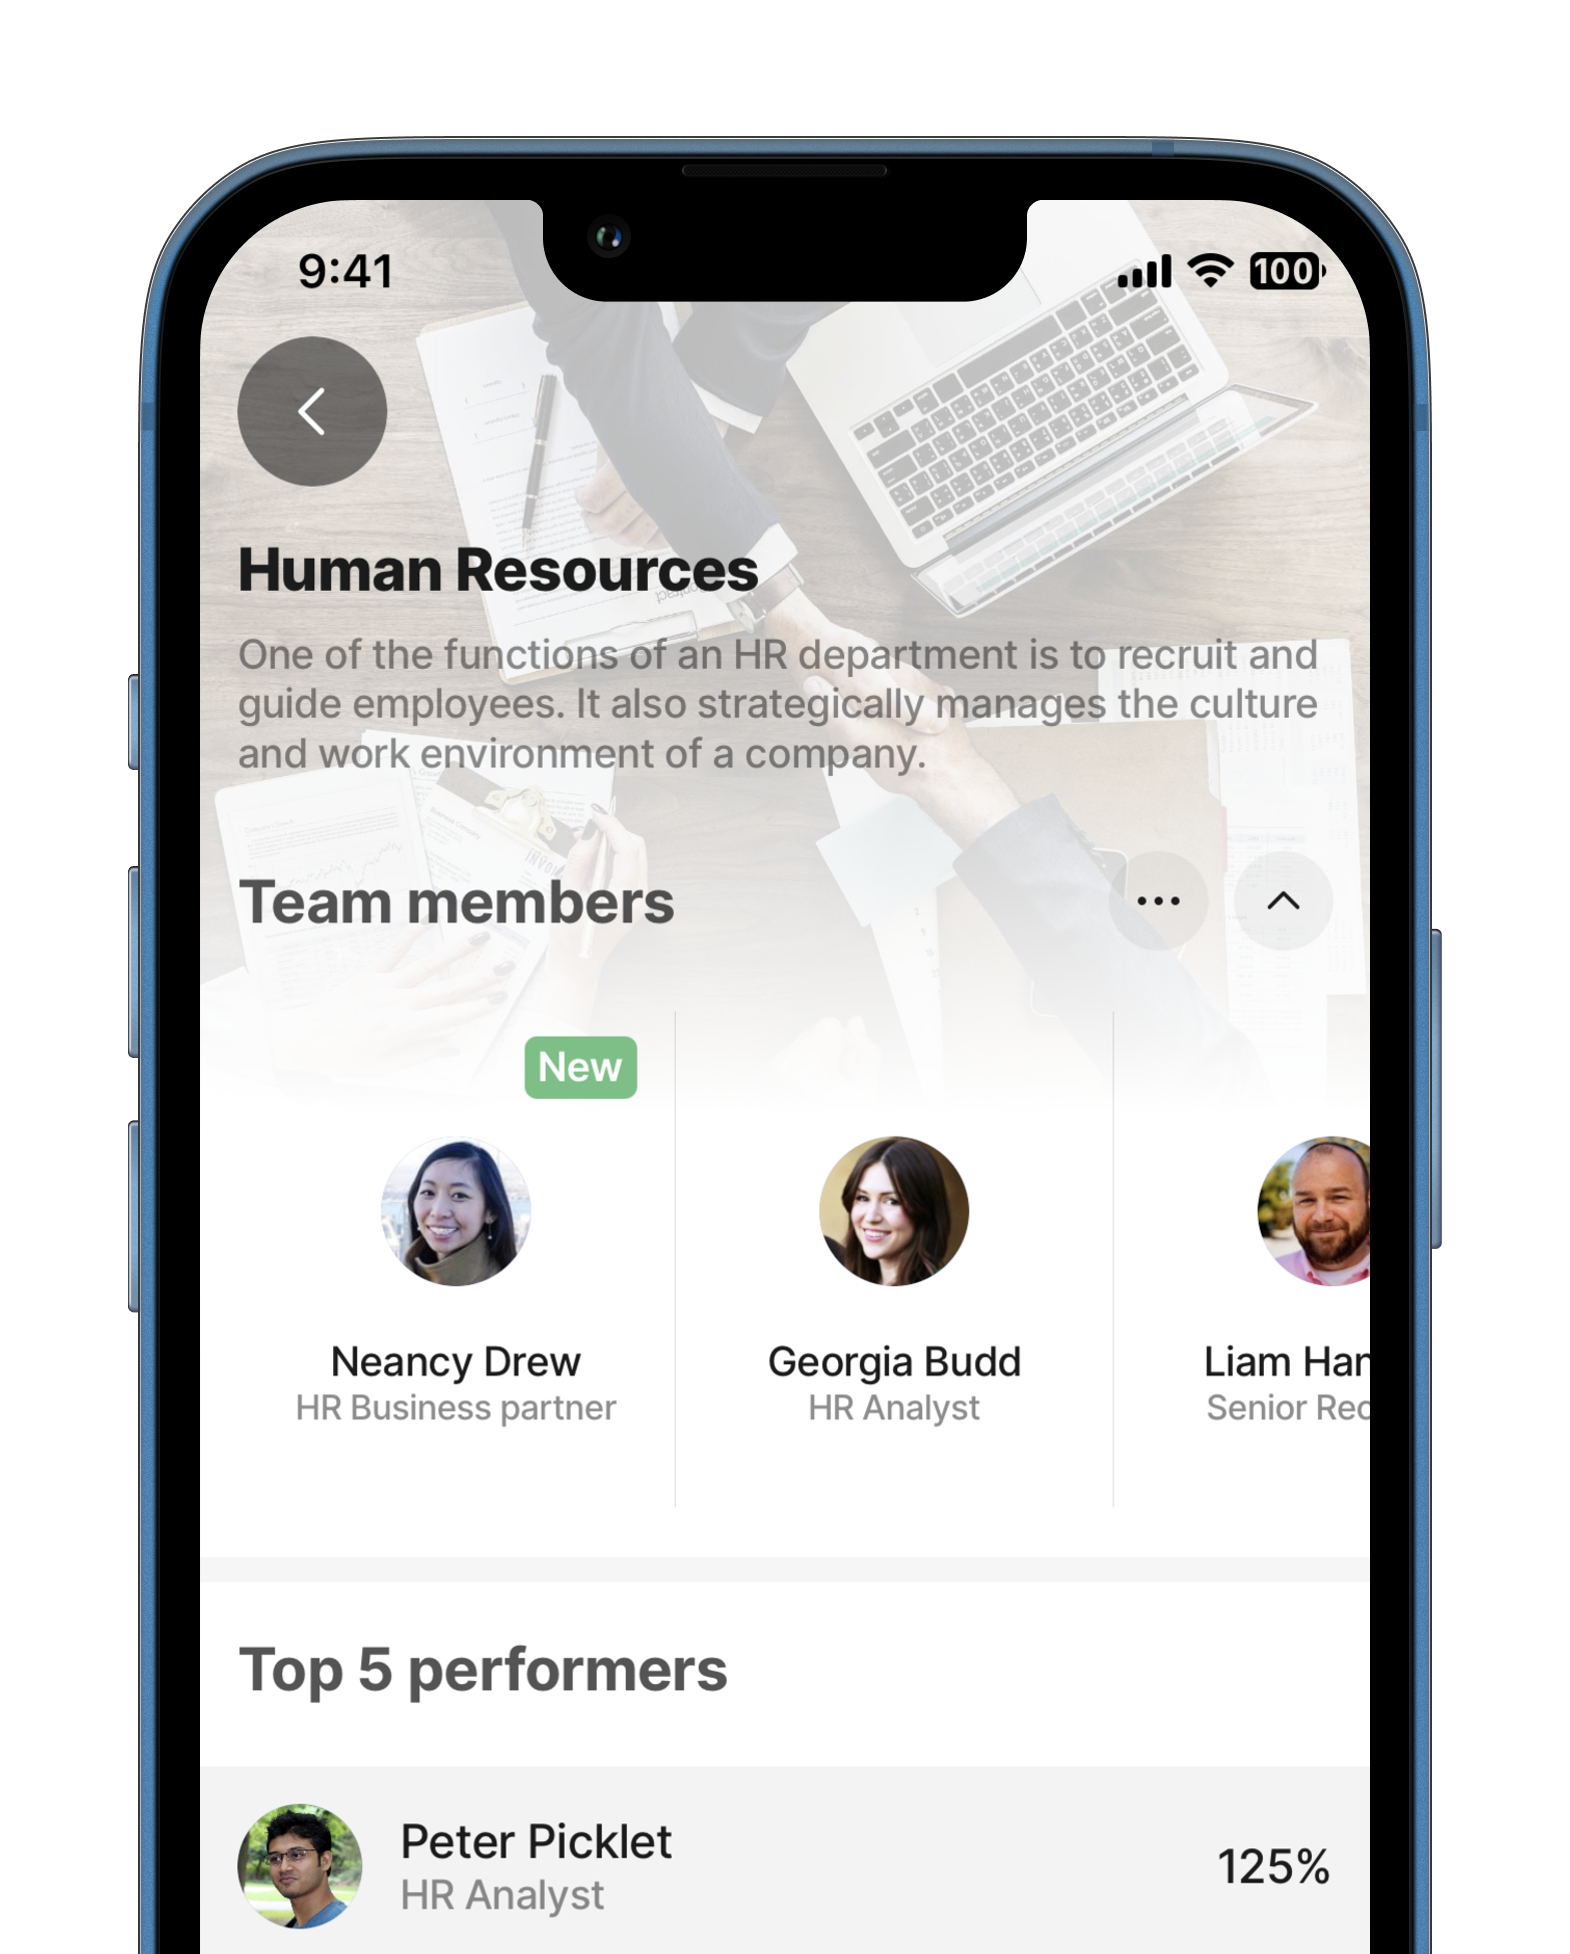 9:41
100
Human Resources
One of the functions of an HR department is to recruit and
guide employees. It also strategically manages the culture
and work environment of a company.
Team members
New
Neancy Drew
HR Business partner
Georgia Budd
HR Analyst
Liam Han
Senior Rec
Top 5 performers
Peter Picklet
HR Analyst
125%